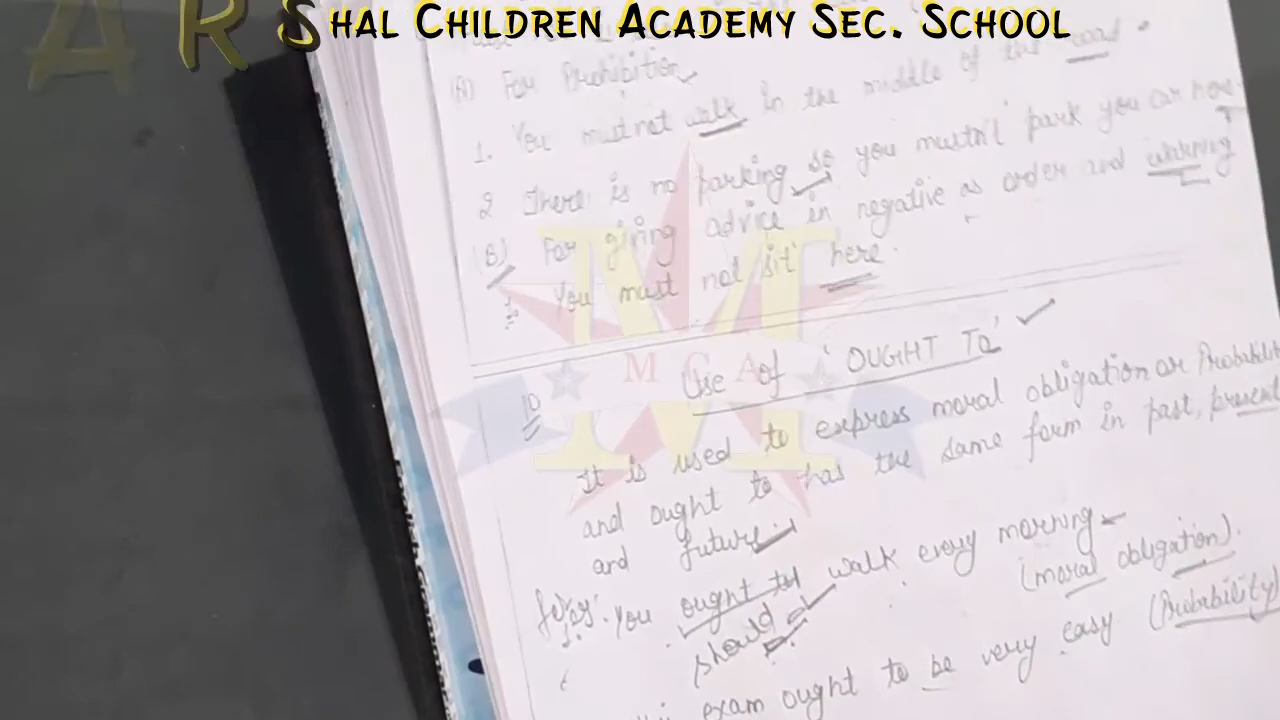 A R SHAL CHILDREN ACADEMY SEC. SCHOOL
(A) For Prohibition
1. You must not walk in the middle of the road.
2 There is no parking so you mustn't park you car here.
(B) For giving advice in negative as order and warning
1. You must not sit here.
M C A
10 Use of 'OUGHT TO'
It is used to express moral obligation or Probability
and ought to has the same form in past, present
and future.
1. You ought to walk every morning
(moral obligation).
should
exam ought to be very easy (Probability)